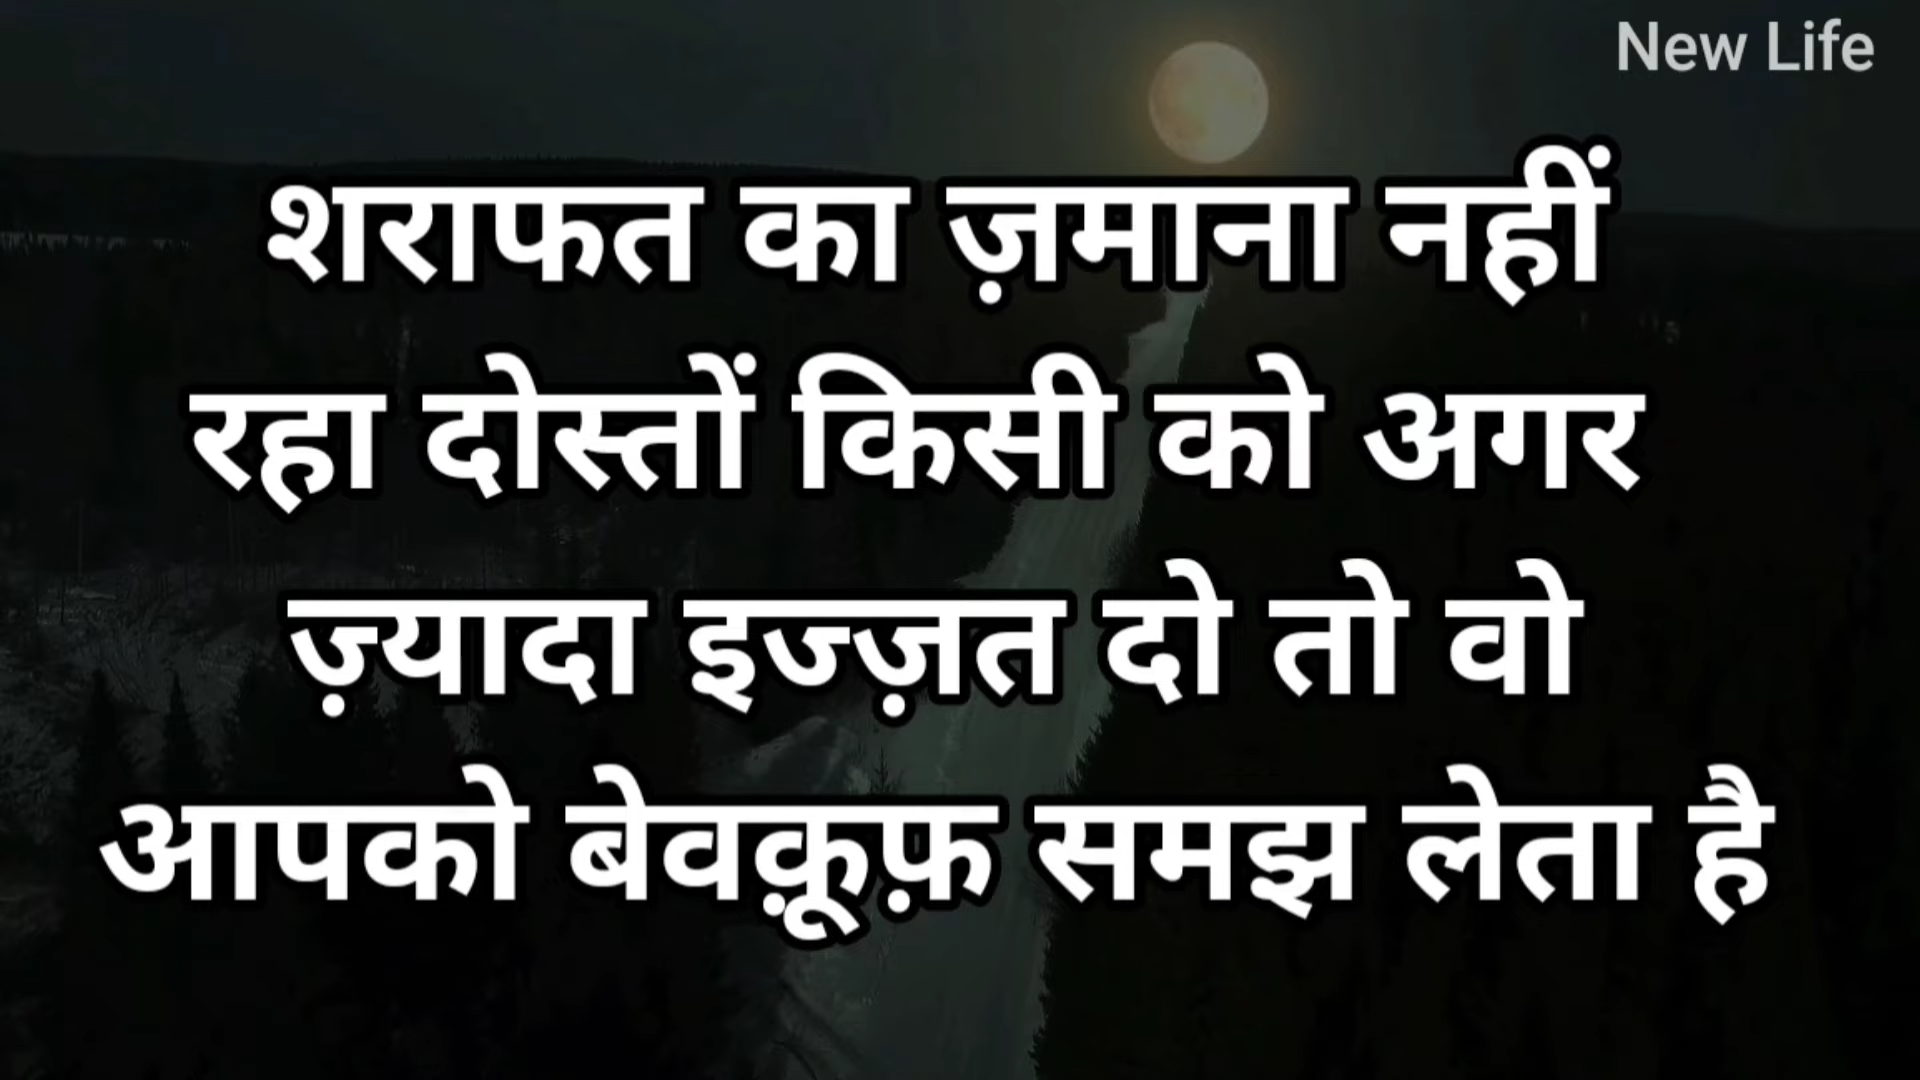 New Life
शराफत का ज़माना नहीं
रहा दोस्तों किसी को अगर
ज़्यादा इज्ज़त दो तो वो
आपको बेवक़ूफ़ समझ लेता है